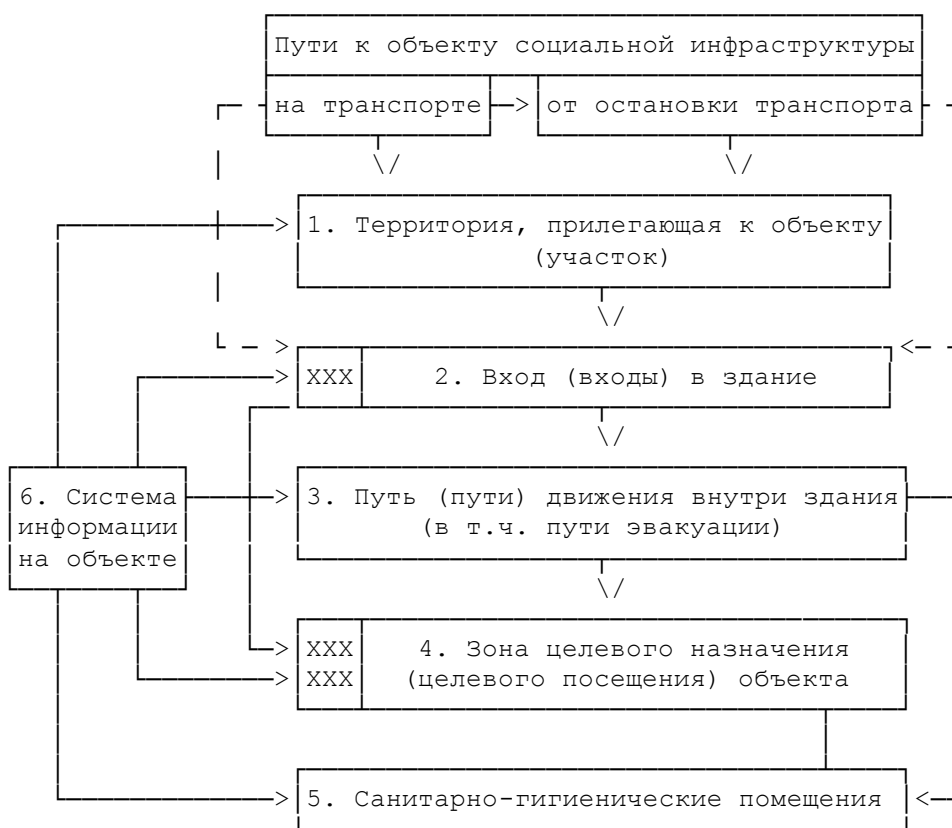 Пути к объекту социальной инфраструктуры
на транспорте
от остановки транспорта
1. Территория, прилегающая к объекту
(участок)
XXX
2. Вход (входы) в здание
6. Система
информации
на объекте
3. Путь (пути) движения внутри здания
(в т.ч. пути эвакуации)
XXX
XXX
4. Зона целевого назначения
(целевого посещения) объекта
5. Санитарно-гигиенические помещения